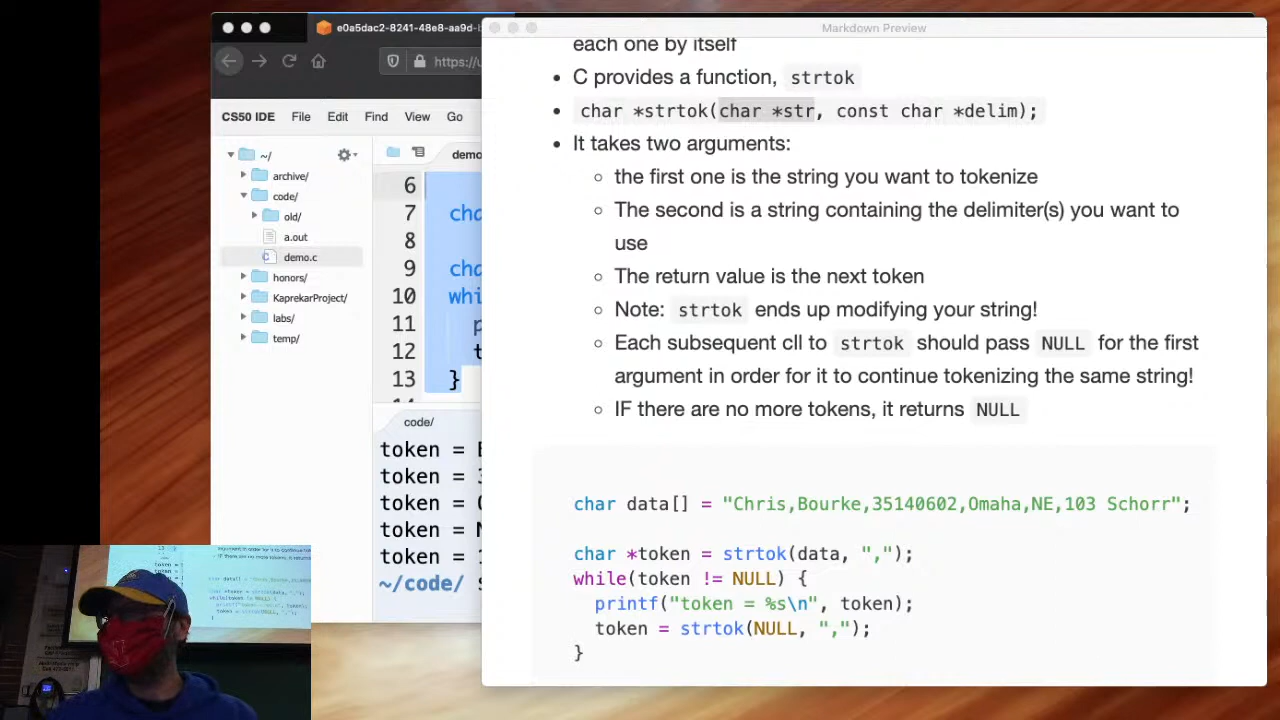 e0a5dac2-8241-48e8-aa9d-
https://u
CS50 IDE File Edit Find View Go
~/
archive/
code/
old/
a.out
demo.c
honors/
KaprekarProject/
labs/
temp/
demo
6
7 cha
8
9 cha
10 whi
11 p
12 t
13 }
code/
token =
token = 3
token =
token = N
token = 1
~/code/
Markdown Preview
each one by itself
• C provides a function, strtok
• char *strtok(char *str, const char *delim);
• It takes two arguments:
◦ the first one is the string you want to tokenize
◦ The second is a string containing the delimiter(s) you want to
use
◦ The return value is the next token
◦ Note: strtok ends up modifying your string!
◦ Each subsequent cll to strtok should pass NULL for the first
argument in order for it to continue tokenizing the same string!
◦ IF there are no more tokens, it returns NULL
char data[] = "Chris,Bourke,35140602,Omaha,NE,103 Schorr";
char *token = strtok(data, ",");
while(token != NULL) {
printf("token = %s\n", token);
token = strtok(NULL, ",");
}